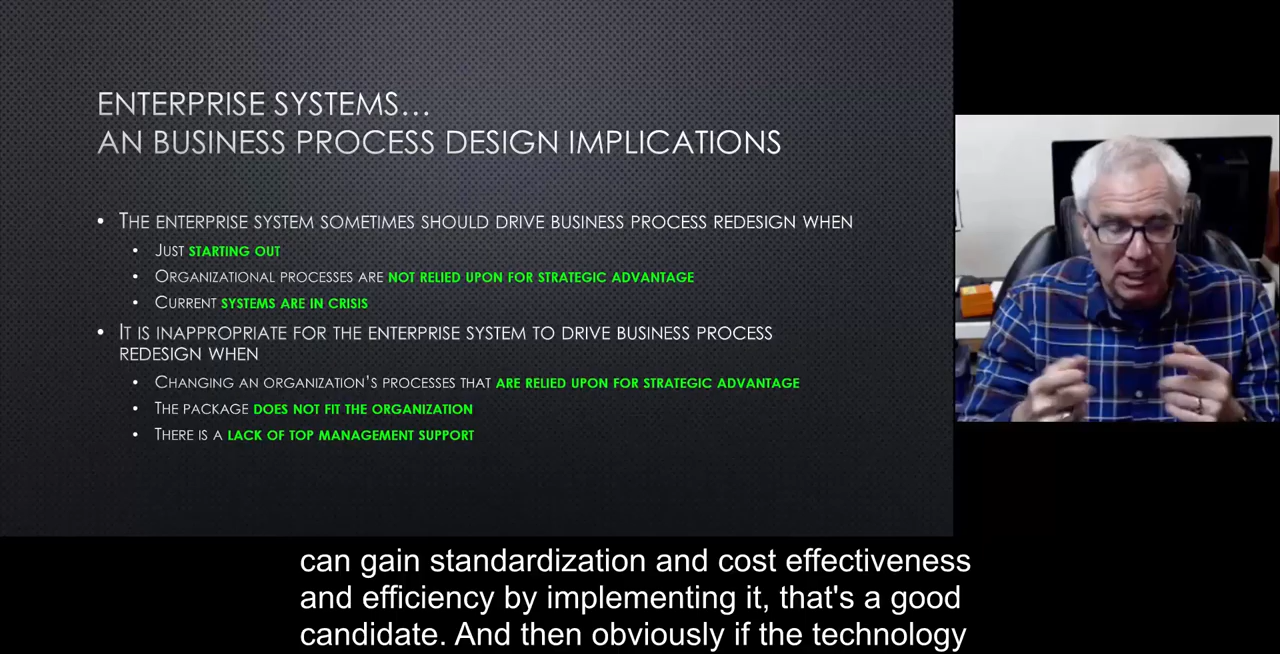 ENTERPRISE SYSTEMS…
AN BUSINESS PROCESS DESIGN IMPLICATIONS
• THE ENTERPRISE SYSTEM SOMETIMES SHOULD DRIVE BUSINESS PROCESS REDESIGN WHEN
• JUST STARTING OUT
• ORGANIZATIONAL PROCESSES ARE NOT RELIED UPON FOR STRATEGIC ADVANTAGE
• CURRENT SYSTEMS ARE IN CRISIS
• IT IS INAPPROPRIATE FOR THE ENTERPRISE SYSTEM TO DRIVE BUSINESS PROCESS
REDESIGN WHEN
• CHANGING AN ORGANIZATION'S PROCESSES THAT ARE RELIED UPON FOR STRATEGIC ADVANTAGE
• THE PACKAGE DOES NOT FIT THE ORGANIZATION
• THERE IS A LACK OF TOP MANAGEMENT SUPPORT
can gain standardization and cost effectiveness
and efficiency by implementing it, that's a good
candidate. And then obviously if the technology